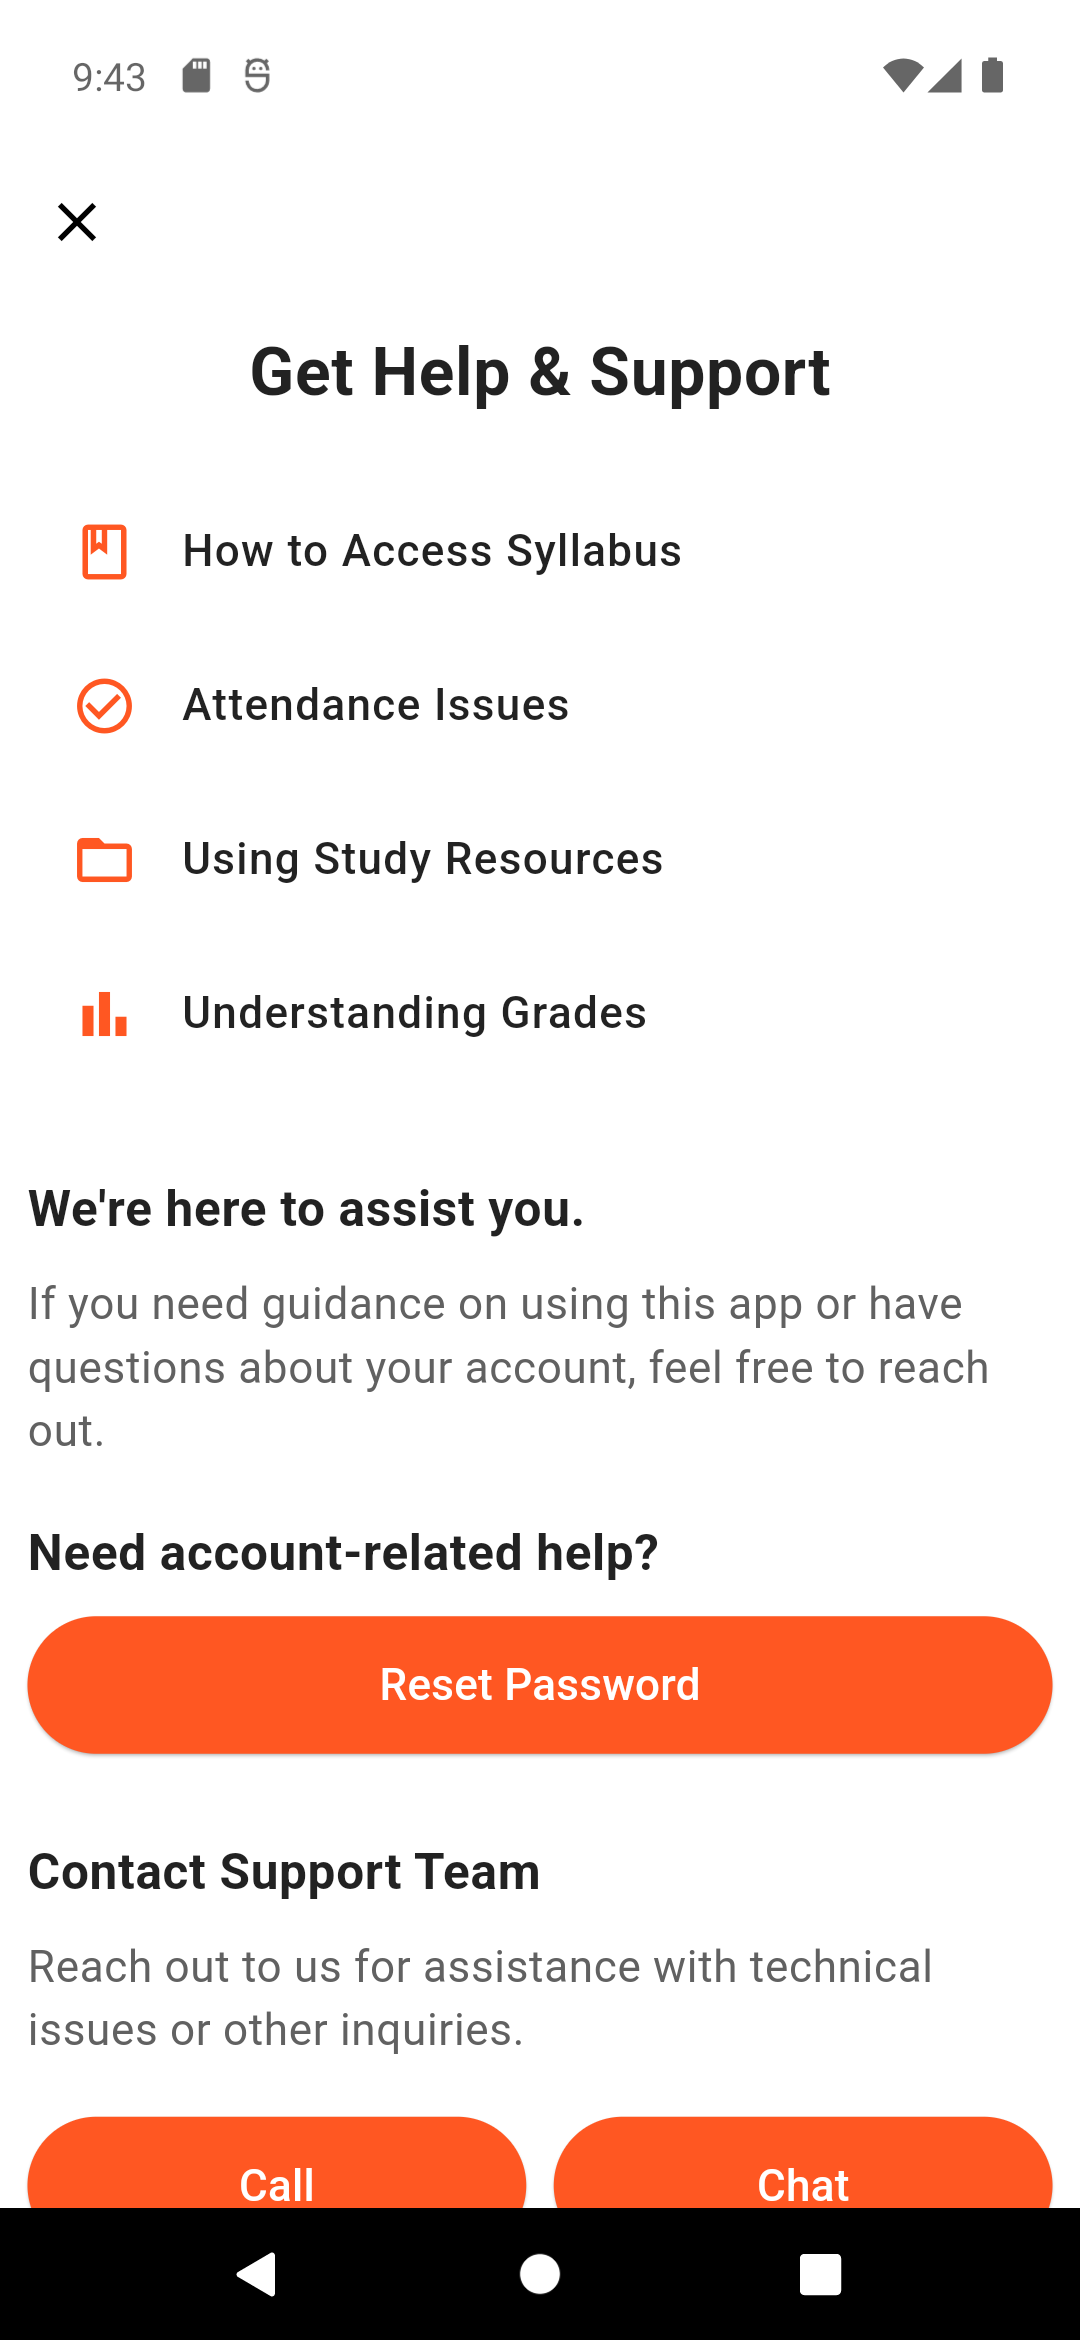 9:43
Get Help & Support
How to Access Syllabus
Attendance Issues
Using Study Resources
Understanding Grades
We're here to assist you.
If you need guidance on using this app or have
questions about your account, feel free to reach
out.
Need account-related help?
Reset Password
Contact Support Team
Reach out to us for assistance with technical
issues or other inquiries.
Call
Chat